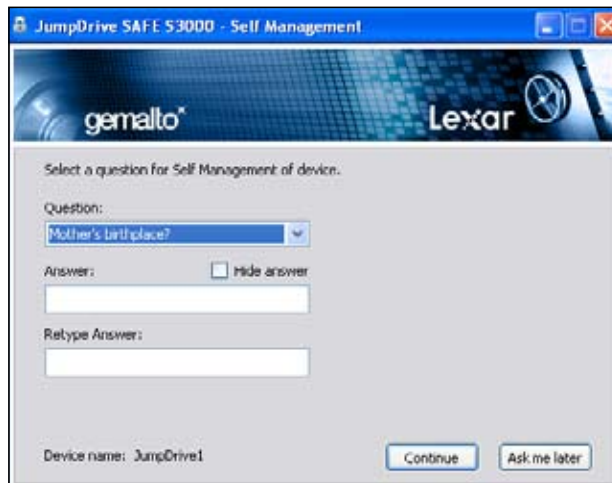 JumpDrive SAFE S3000 - Self Management
gemalto×
Lexar
Select a question for Self Management of device.
Question:
Mother's birthplace?
Answer:
Hide answer
Retype Answer:
Device name: JumpDrive1
Continue
Ask me later